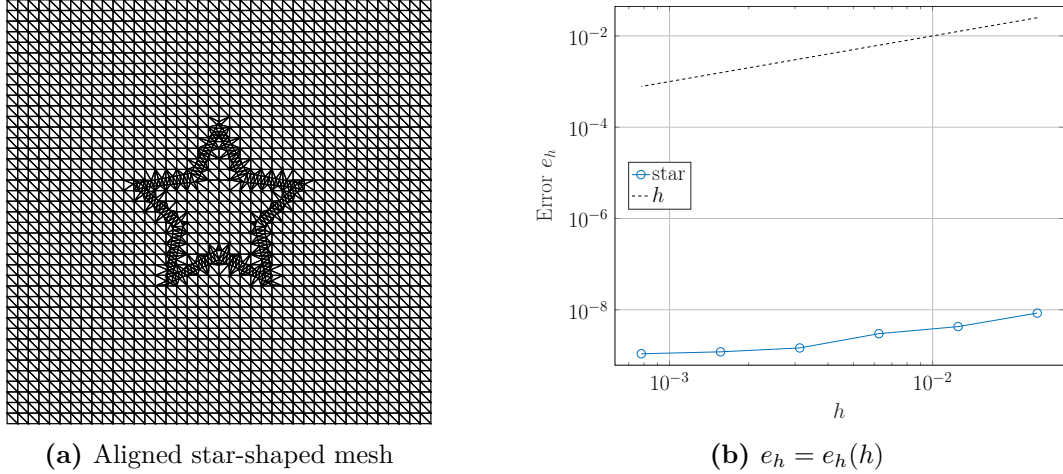 10^{-2}
10^{-4}
10^{-6}
10^{-8}
Error e_h
star
h
10^{-3}
10^{-2}
h
(a) Aligned star-shaped mesh
(b) e_h = e_h(h)